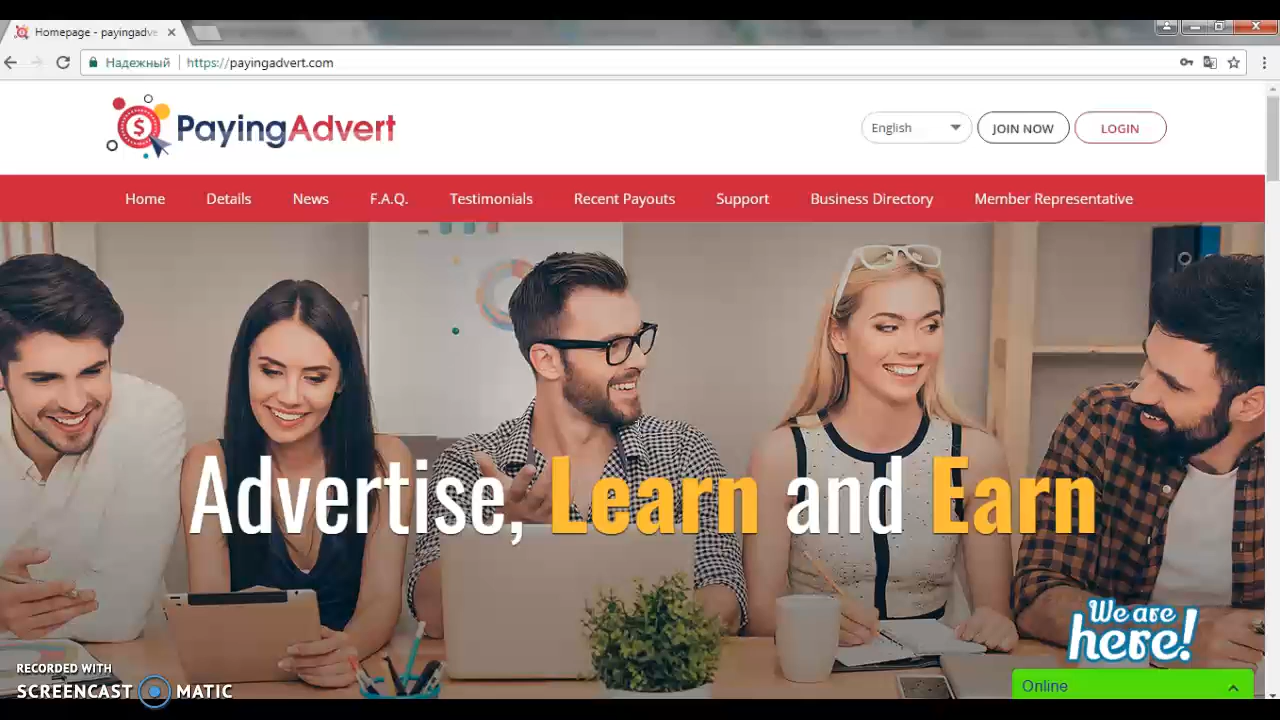 Homepage - payingadve
Надежный https://payingadvert.com
PayingAdvert
English JOIN NOW LOGIN
Home Details News F.A.Q. Testimonials Recent Payouts Support Business Directory Member Representative
Advertise, Learn and Earn
We are
here!
Online
RECORDED WITH
SCREENCAST MATIC